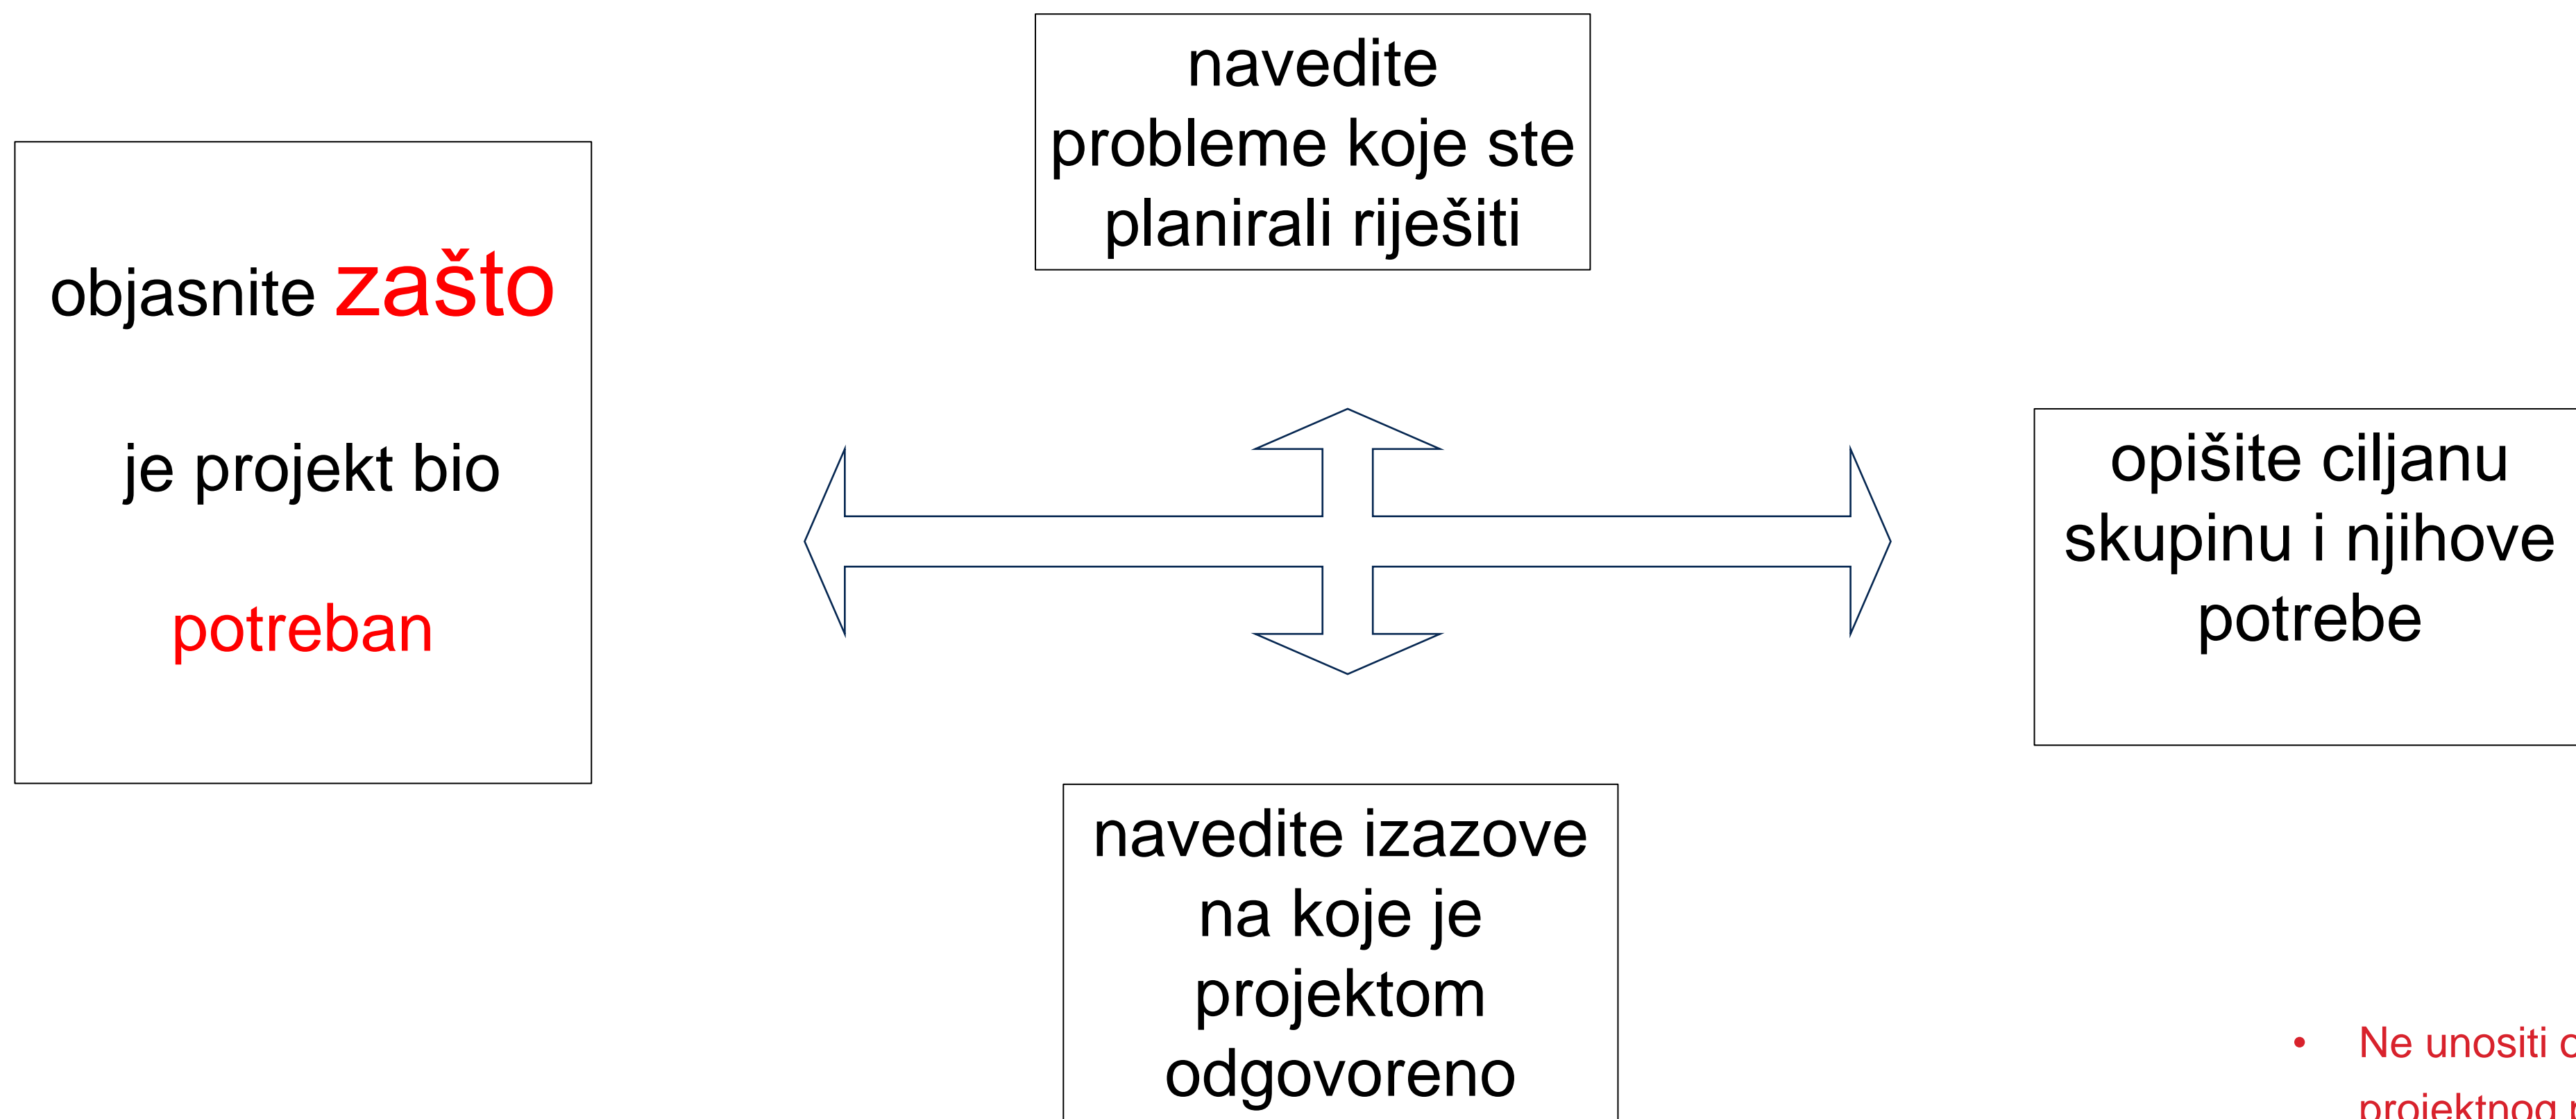 navedite
probleme koje ste
planirali riješiti
objasnite zašto
je projekt bio
potreban
opišite ciljanu
skupinu i njihove
potrebe
navedite izazove
na koje je
projektom
odgovoreno
• Ne unositi
projektnog